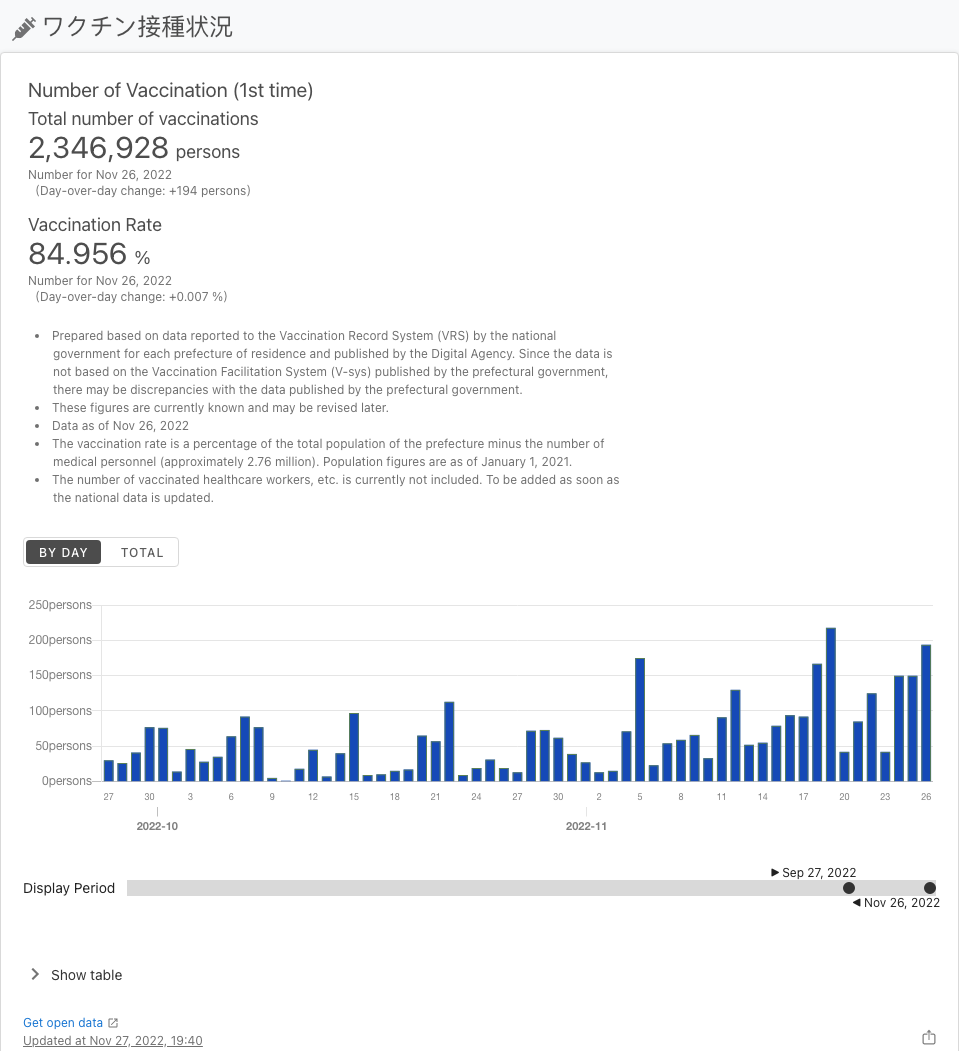 ワクチン接種状況
Number of Vaccination (1st time)
Total number of vaccinations
2,346,928 persons
Number for Nov 26, 2022
(Day-over-day change: +194 persons)
Vaccination Rate
84.956 %
Number for Nov 26, 2022
(Day-over-day change: +0.007 %)
• Prepared based on data reported to the Vaccination Record System (VRS) by the national
government for each prefecture of residence and published by the Digital Agency. Since the data is
not based on the Vaccination Facilitation System (V-sys) published by the prefectural government,
there may be discrepancies with the data published by the prefectural government.
• These figures are currently known and may be revised later.
• Data as of Nov 26, 2022
• The vaccination rate is a percentage of the total population of the prefecture minus the number of
medical personnel (approximately 2.76 million). Population figures are as of January 1, 2021.
• The number of vaccinated healthcare workers, etc. is currently not included. To be added as soon as
the national data is updated.
BY DAY TOTAL
250persons
200persons
150persons
100persons
50persons
0persons
27 30 3 6 9 12 15 18 21 24 27 30 2 5 8 11 14 17 20 23 26
2022-10 2022-11
Sep 27, 2022
Display Period
Nov 26, 2022
Show table
Get open data
Updated at Nov 27, 2022, 19:40